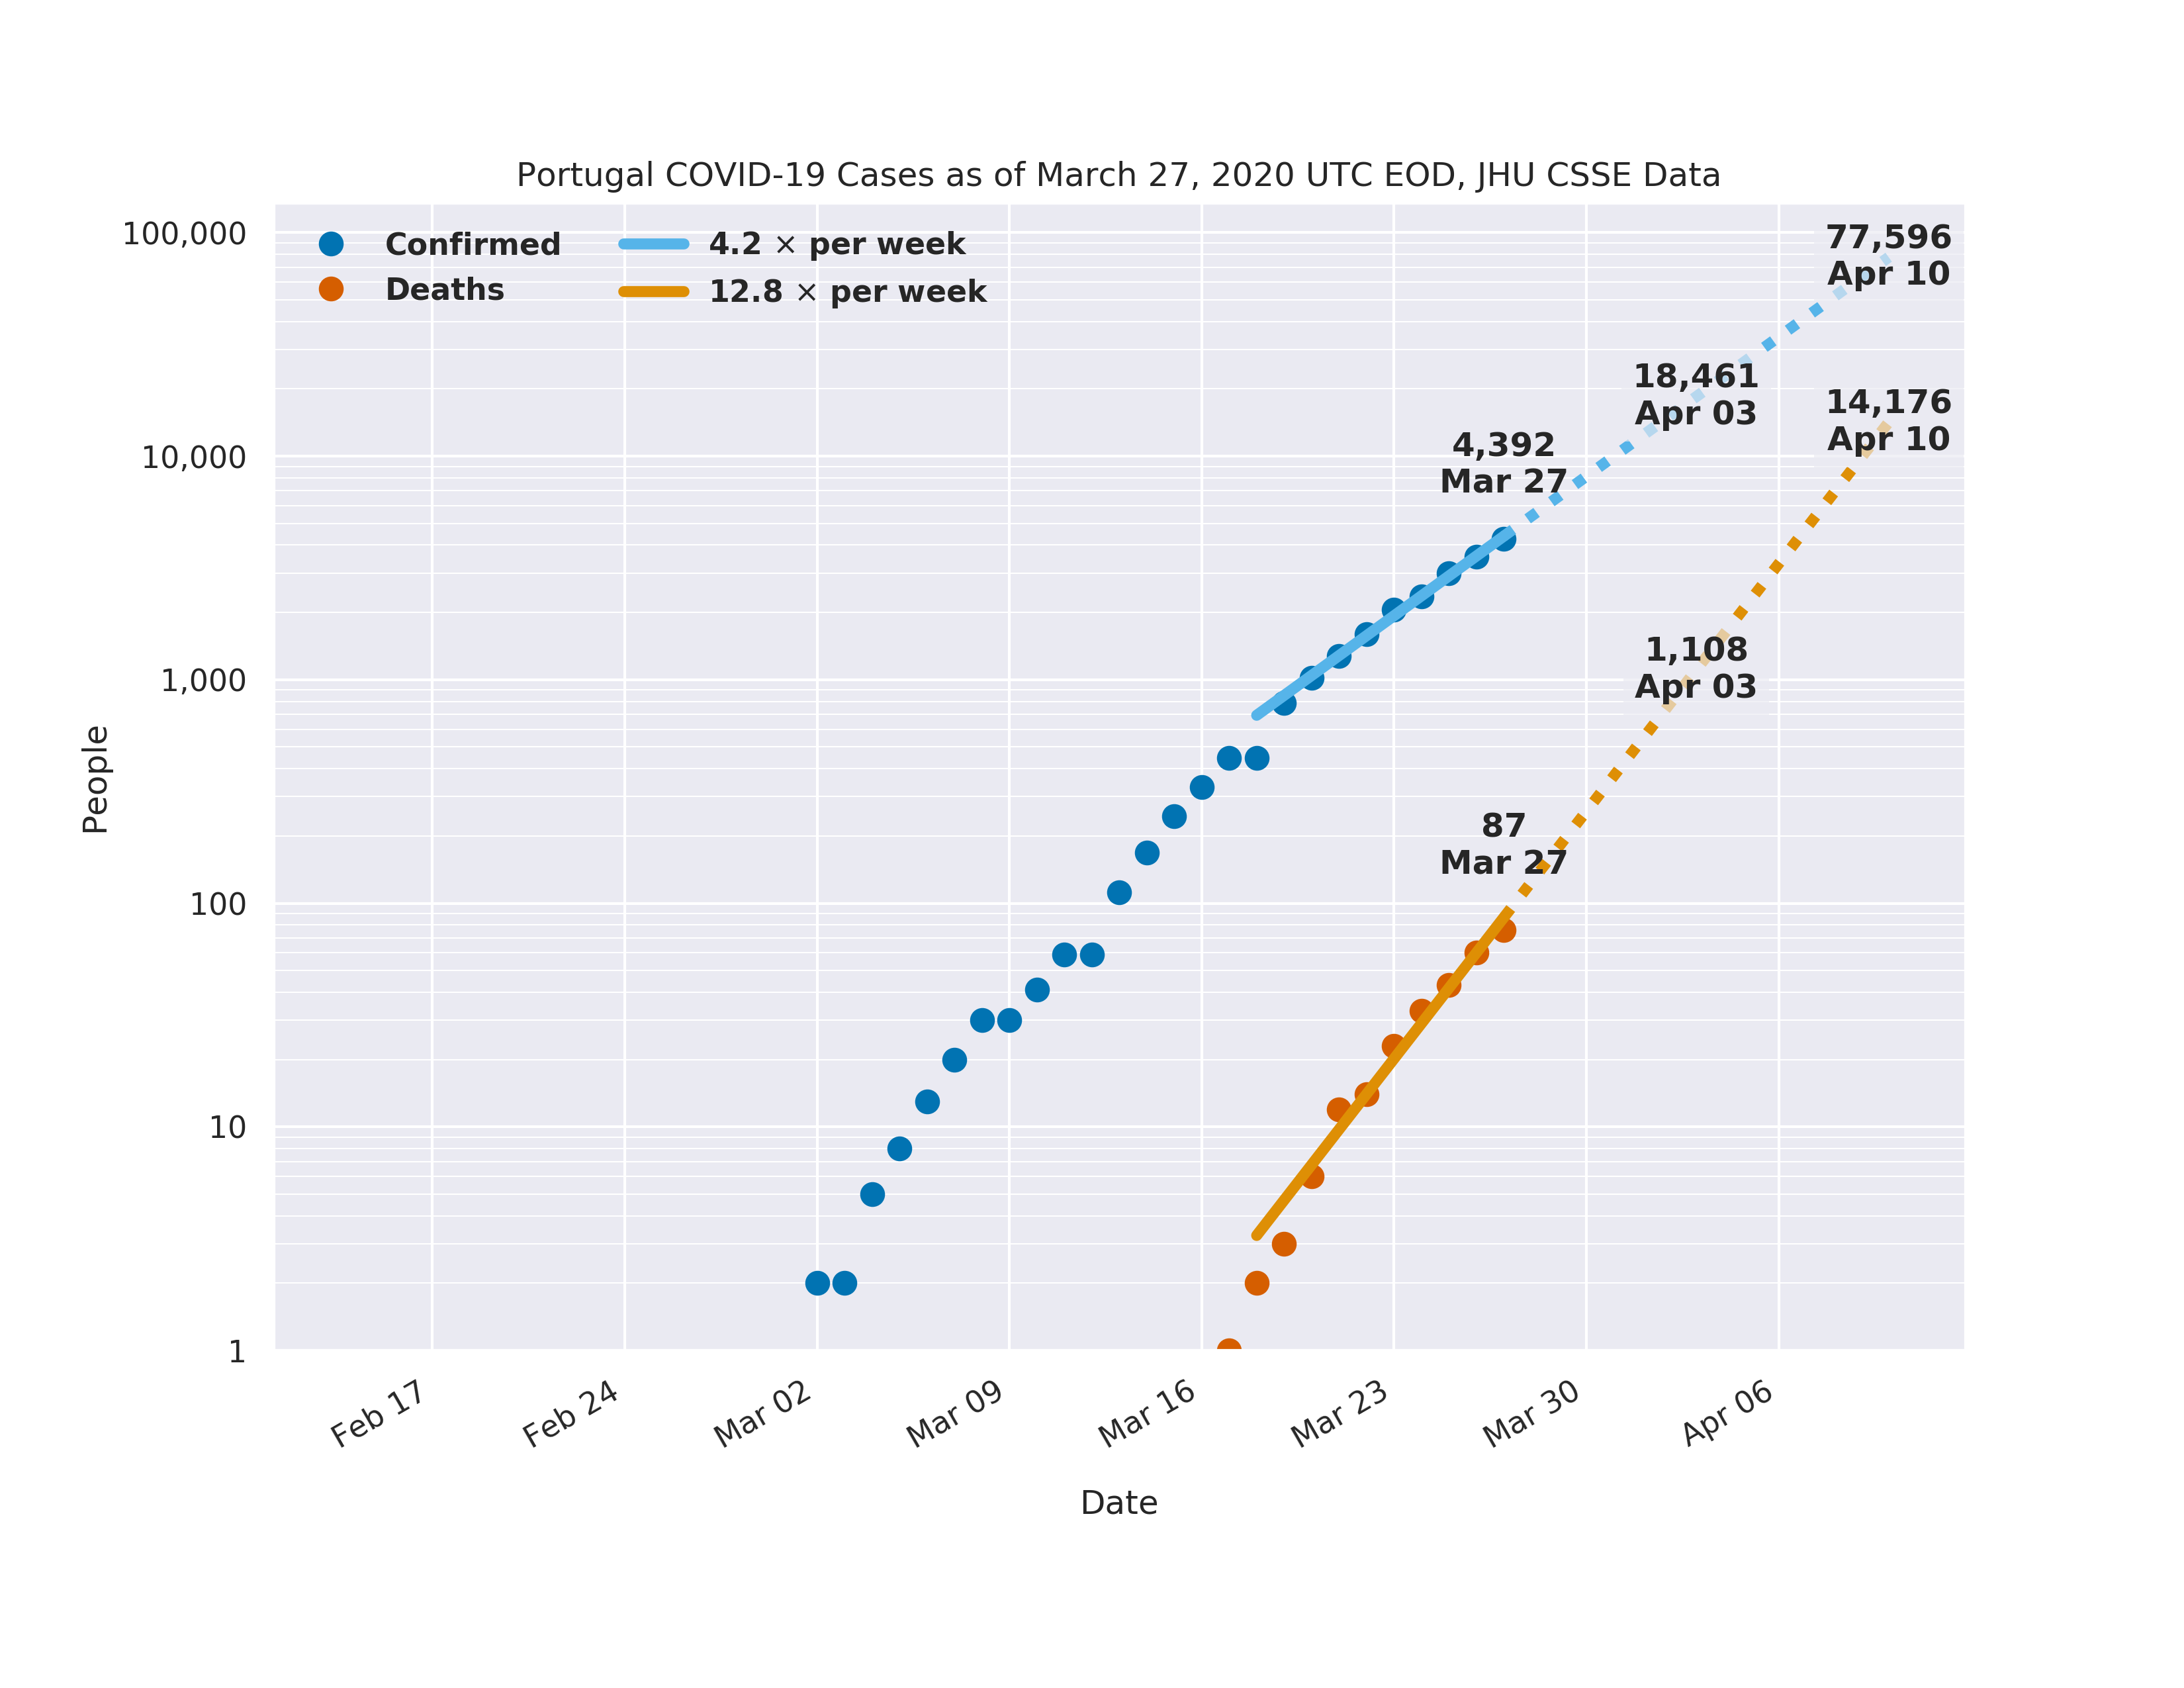 Portugal COVID-19 Cases as of March 27, 2020 UTC EOD, JHU CSSE Data
Confirmed
Deaths
4.2 × per week
12.8 × per week
100,000
10,000
1,000
100
10
1
People
77,596
Apr 10
18,461
Apr 03
14,176
Apr 10
4,392
Mar 27
1,108
Apr 03
87
Mar 27
Feb 17
Feb 24
Mar 02
Mar 09
Mar 16
Mar 23
Mar 30
Apr 06
Date